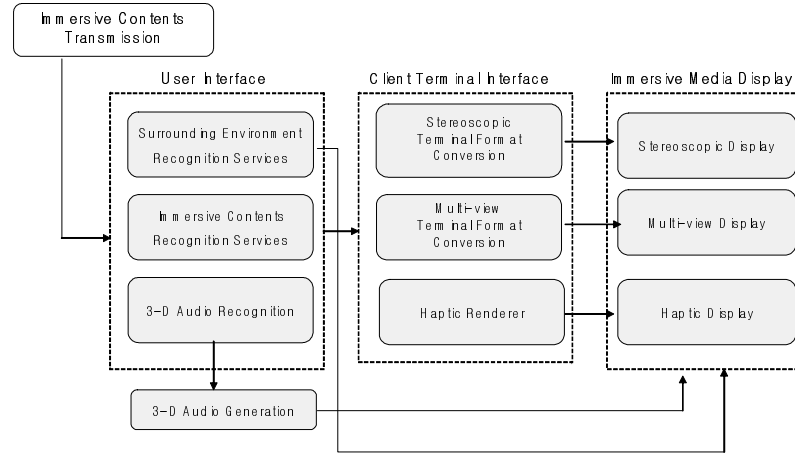 Immersive Contents
Transmission
User Interface
Client Terminal Interface
Immersive Media Display
Surrounding Environment
Recognition Services
Immersive Contents
Recognition Services
3-D Audio Recognition
3-D Audio Generation
Stereoscopic
Terminal Format
Conversion
Multi-view
Terminal Format
Conversion
Haptic Renderer
Stereoscopic Display
Multi-view Display
Haptic Display